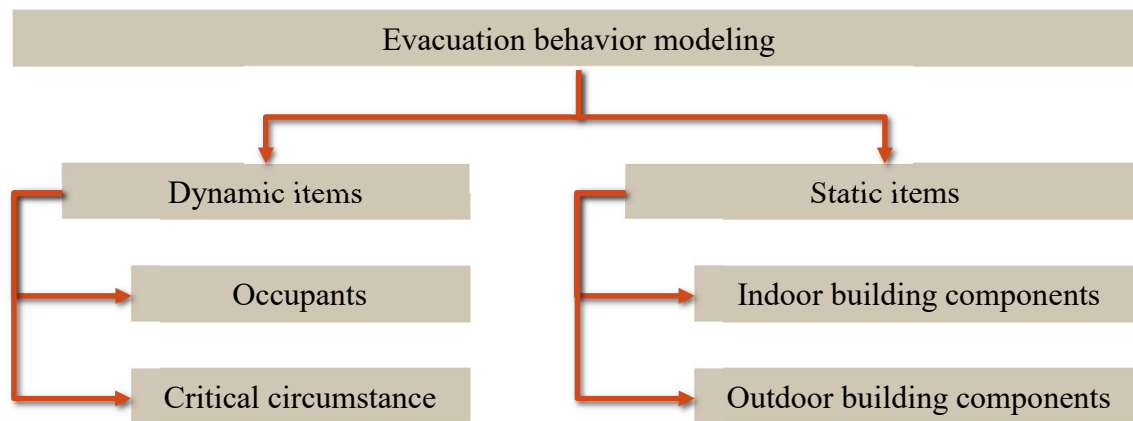 Evacuation behavior modeling
Dynamic items
Static items
Occupants
Indoor building components
Critical circumstance
Outdoor building components